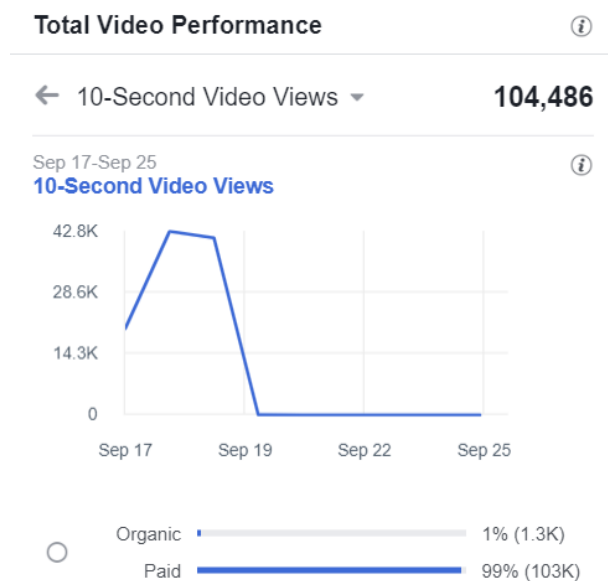 Total Video Performance
10-Second Video Views 104,486
Sep 17-Sep 25
10-Second Video Views
42.8K
28.6K
14.3K
0
Sep 17 Sep 19 Sep 22 Sep 25
Organic 1% (1.3K)
Paid 99% (103K)